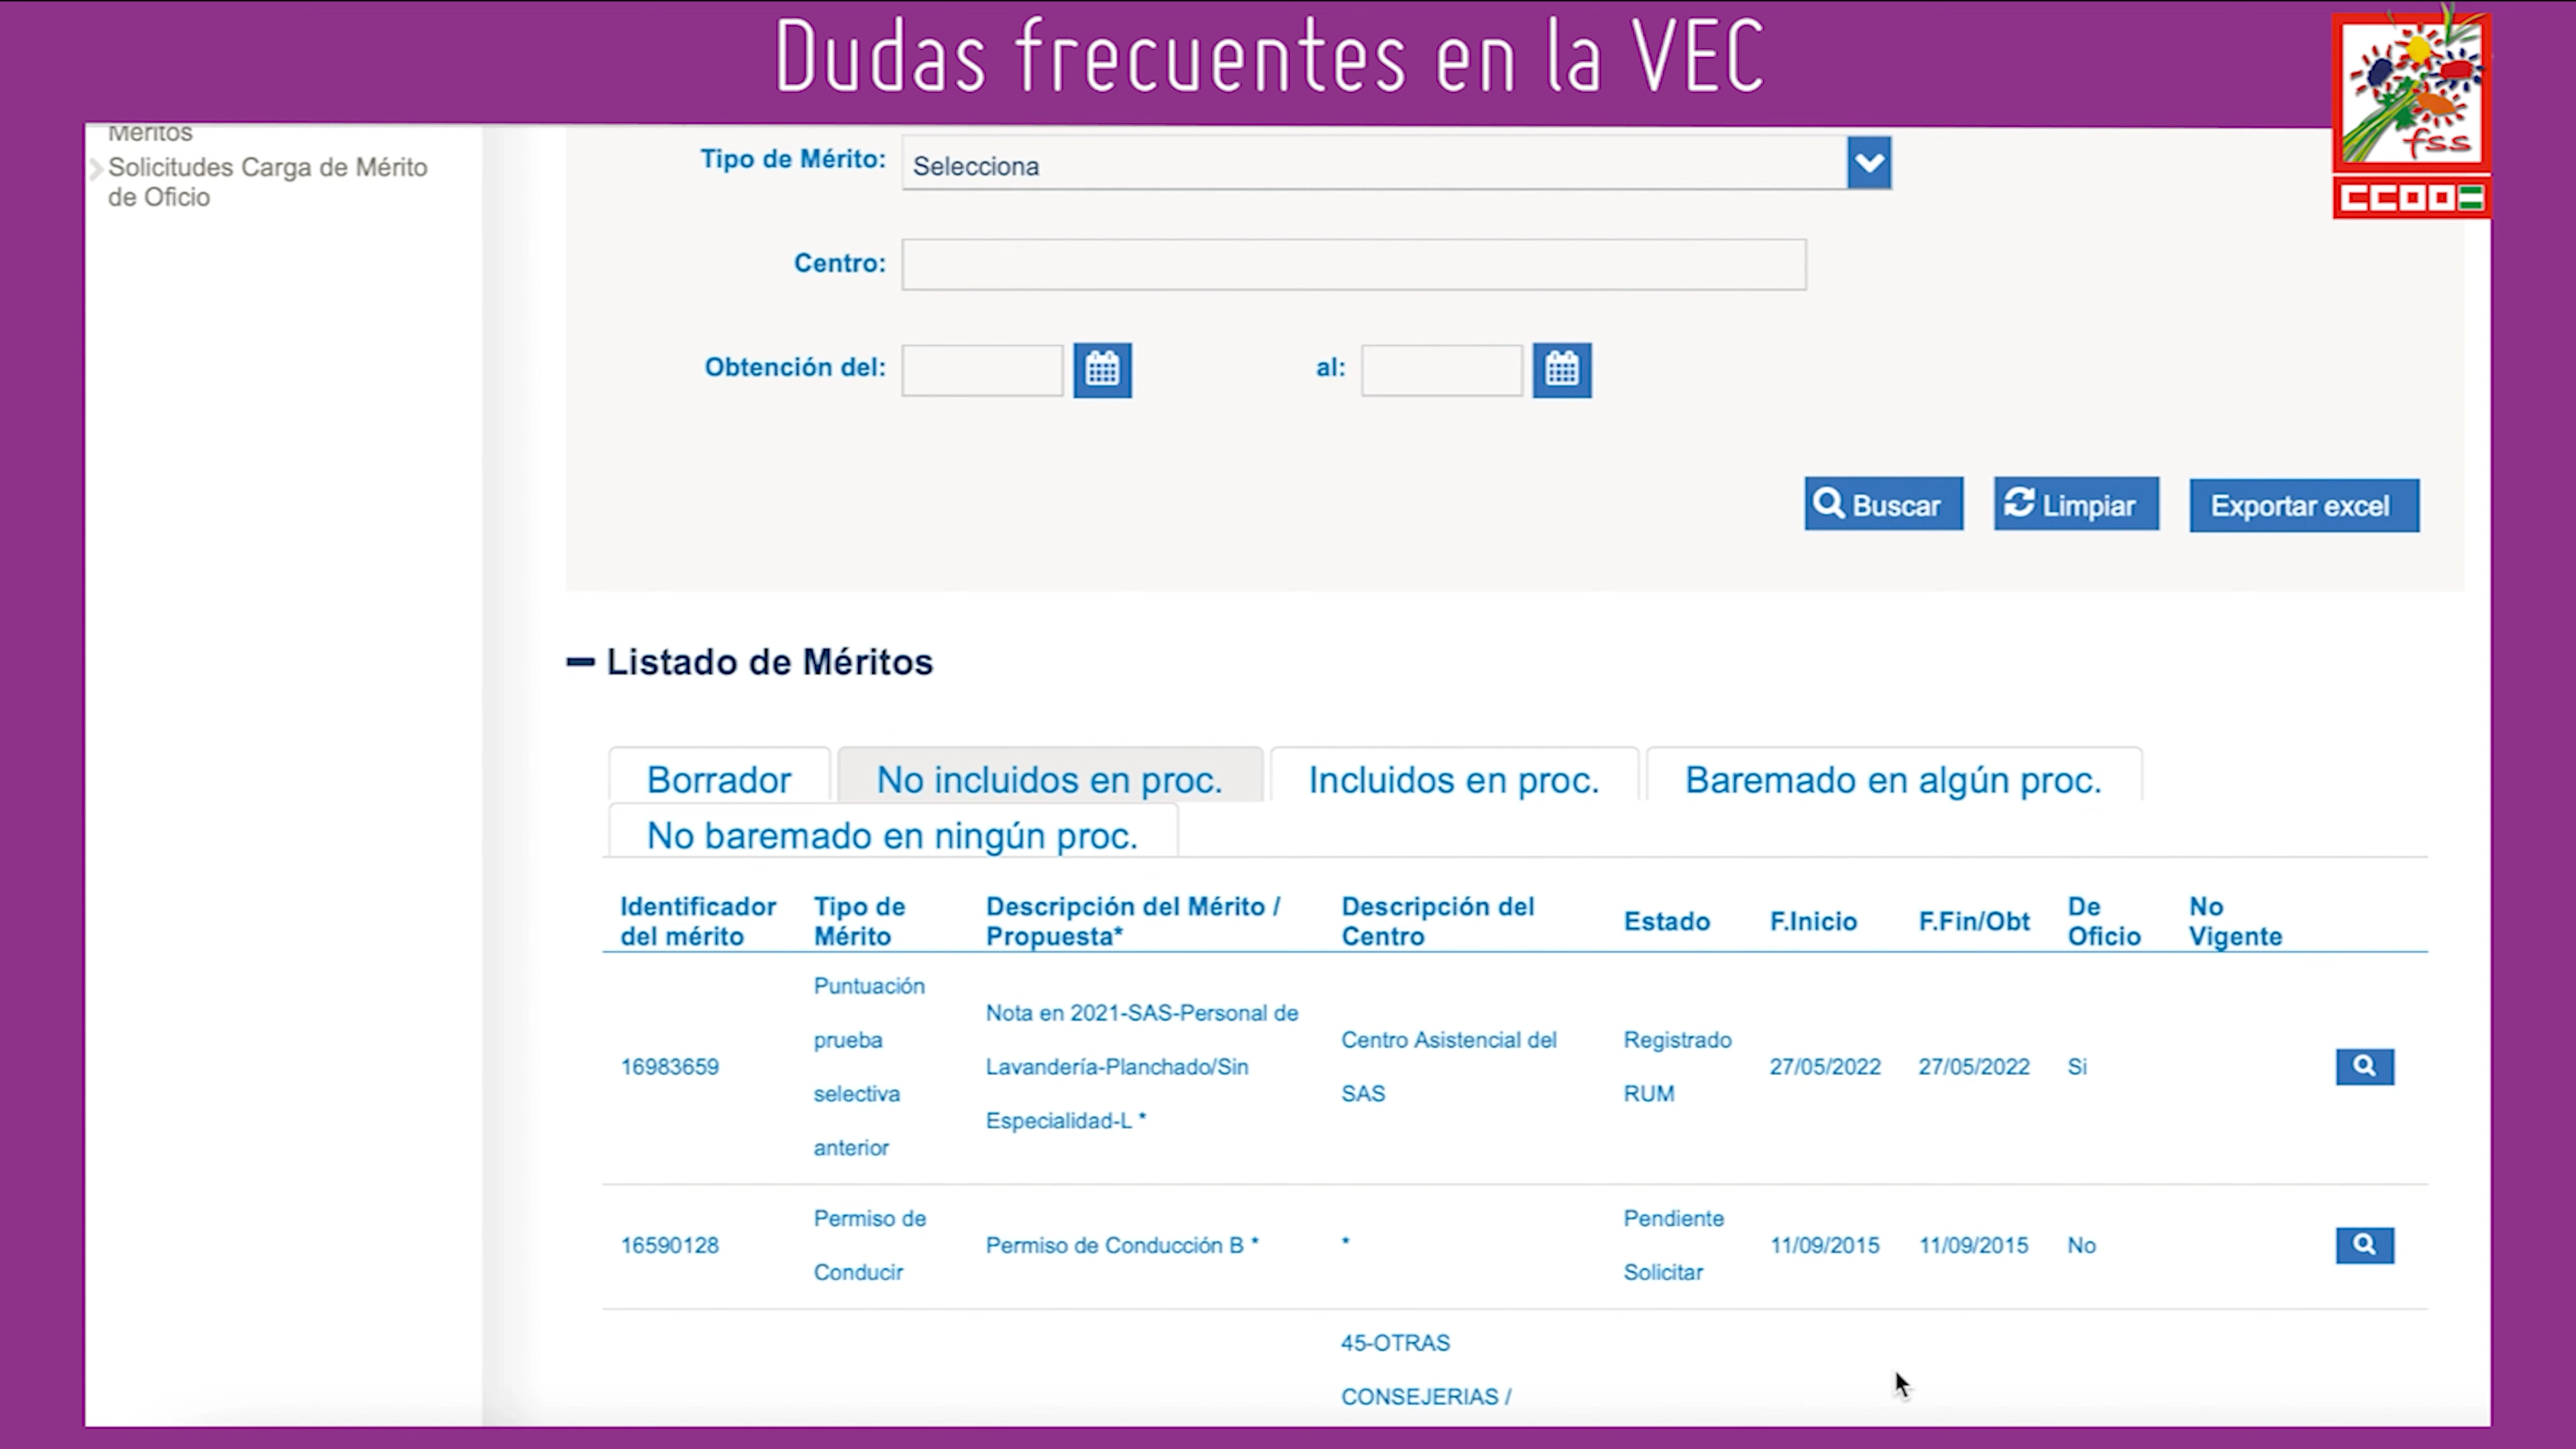 Dudas frecuentes en la VEC
fss
CCOO
Méritos
Solicitudes Carga de Mérito
de Oficio
Tipo de Mérito: Selecciona
Centro:
Obtención del: al:
Buscar Limpiar Exportar excel
Listado de Méritos
Borrador No incluidos en proc. Incluidos en proc. Baremado en algún proc.
No baremado en ningún proc.
Identificador
del mérito
Tipo de
Mérito
Descripción del Mérito /
Propuesta*
Descripción del
Centro
Estado
F.Inicio
F.Fin/Obt
De
Oficio
No
Vigente
16983659
Puntuación
prueba
selectiva
anterior
Nota en 2021-SAS-Personal de
Lavandería-Planchado/Sin
Especialidad-L *
Centro Asistencial del
SAS
Registrado
RUM
27/05/2022
27/05/2022
Si
16590128
Permiso de
Conducir
Permiso de Conducción B *
*
Pendiente
Solicitar
11/09/2015
11/09/2015
No
45-OTRAS
CONSEJERIAS /